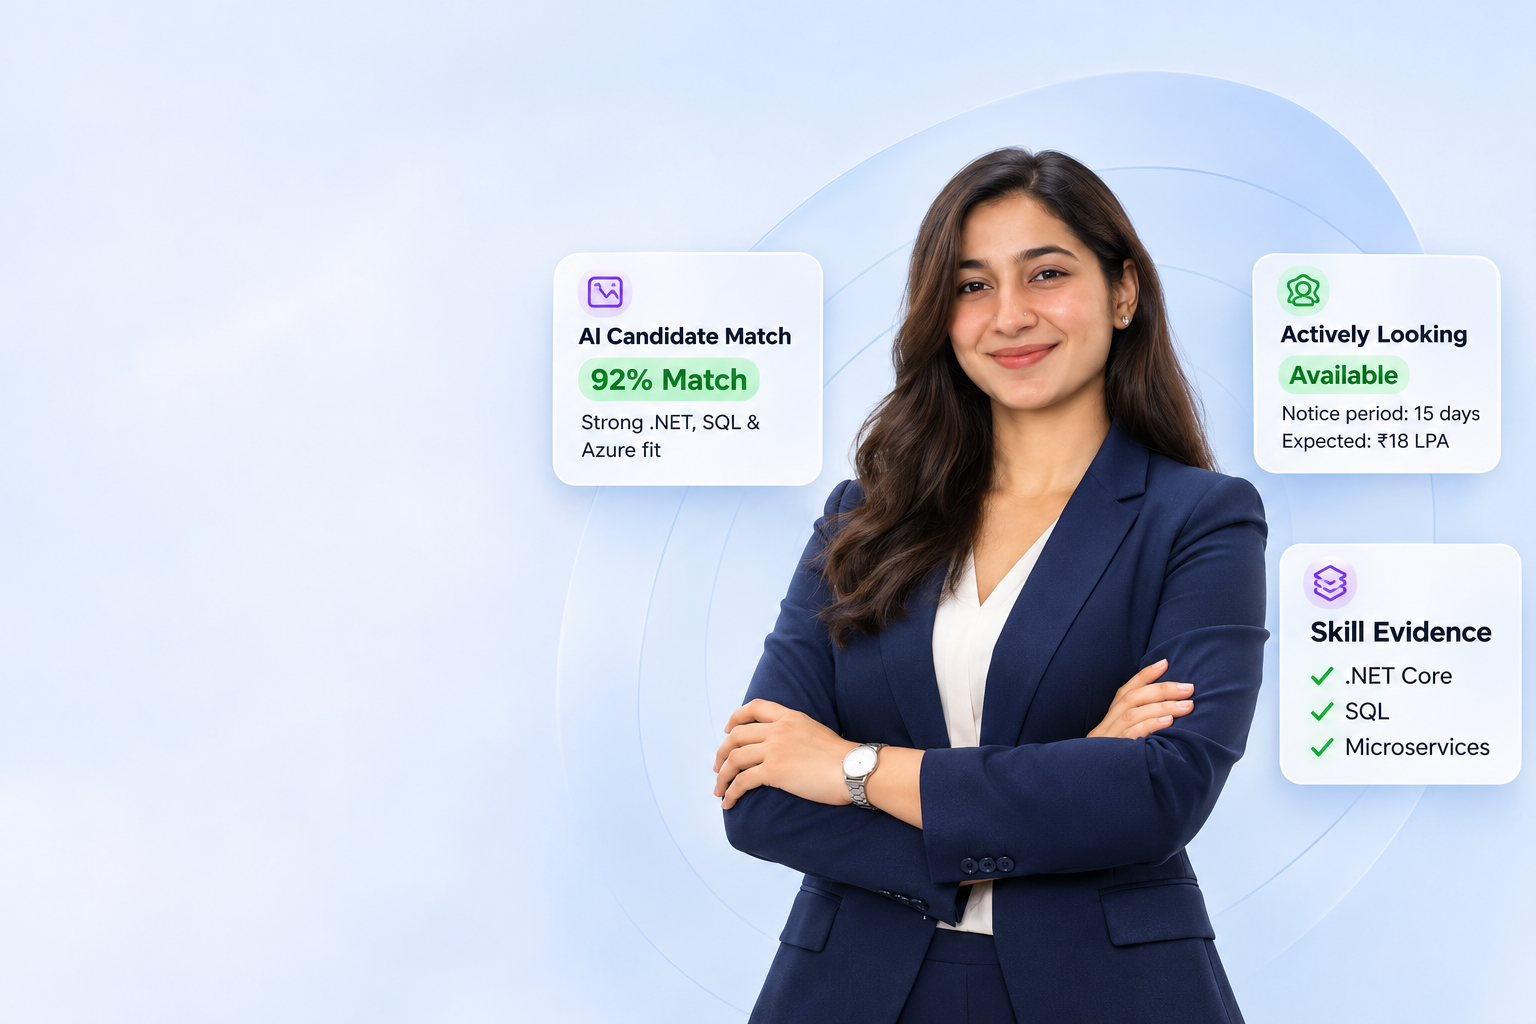 AI Candidate Match
92% Match
Strong .NET, SQL &
Azure fit
Actively Looking
Available
Notice period: 15 days
Expected: ₹18 LPA
Skill Evidence
.NET Core
SQL
Microservices